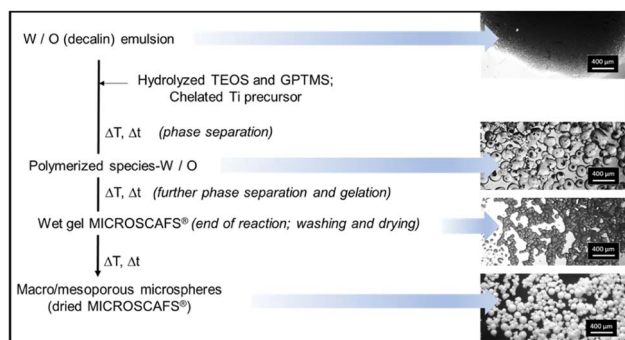 W / O (decalin) emulsion
400 µm
Hydrolyzed TEOS and GPTMS;
Chelated Ti precursor
ΔT, Δt (phase separation)
Polymerized species-W / O
400 µm
ΔT, Δt (further phase separation and gelation)
Wet gel MICROSCAFS® (end of reaction; washing and drying)
400 µm
ΔT, Δt
Macro/mesoporous microspheres
(dried MICROSCAFS®)
400 µm